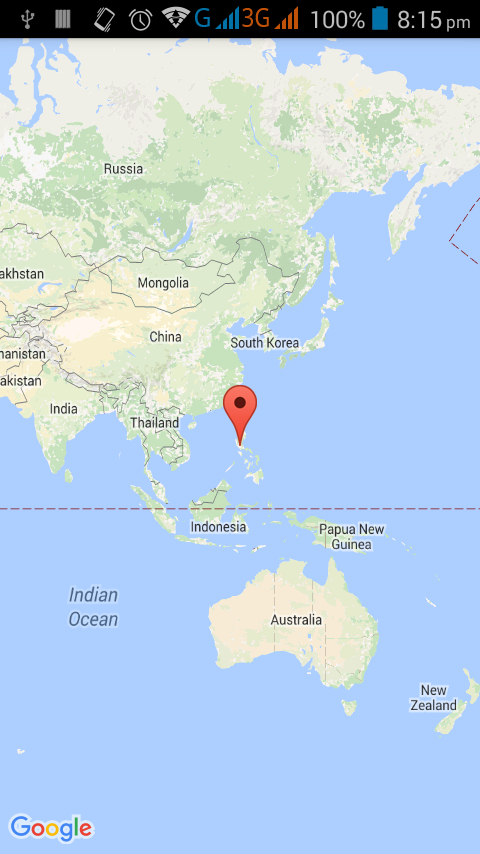 G 3G 100% 8:15 pm
Russia
akhstan
Mongolia
China
South Korea
hanistan
akistan
India
Thailand
Indonesia
Papua New
Guinea
Indian
Ocean
Australia
New
Zealand
Google